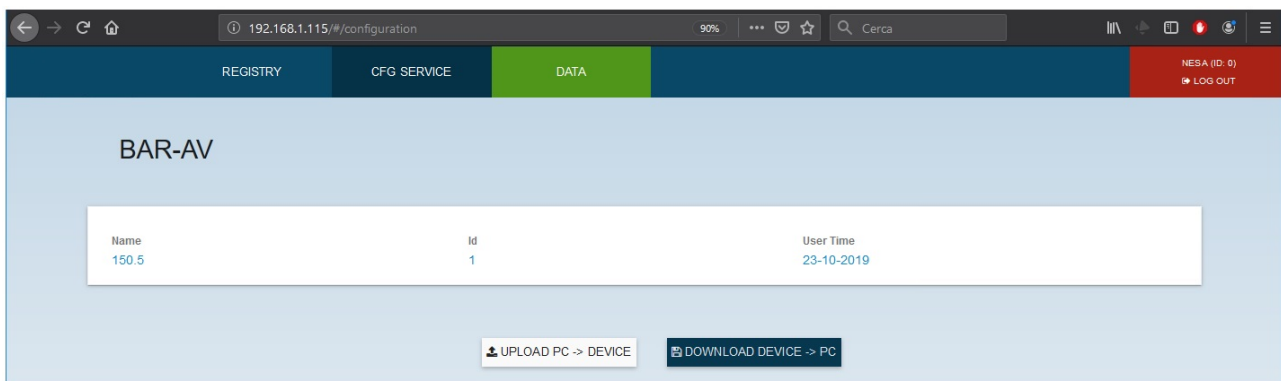 192.168.1.115/#/configuration 90% Cerca
REGISTRY CFG SERVICE DATA NESA (ID: 0)
LOG OUT
BAR-AV
Name Id User Time
150.5 1 23-10-2019
UPLOAD PC -> DEVICE DOWNLOAD DEVICE -> PC